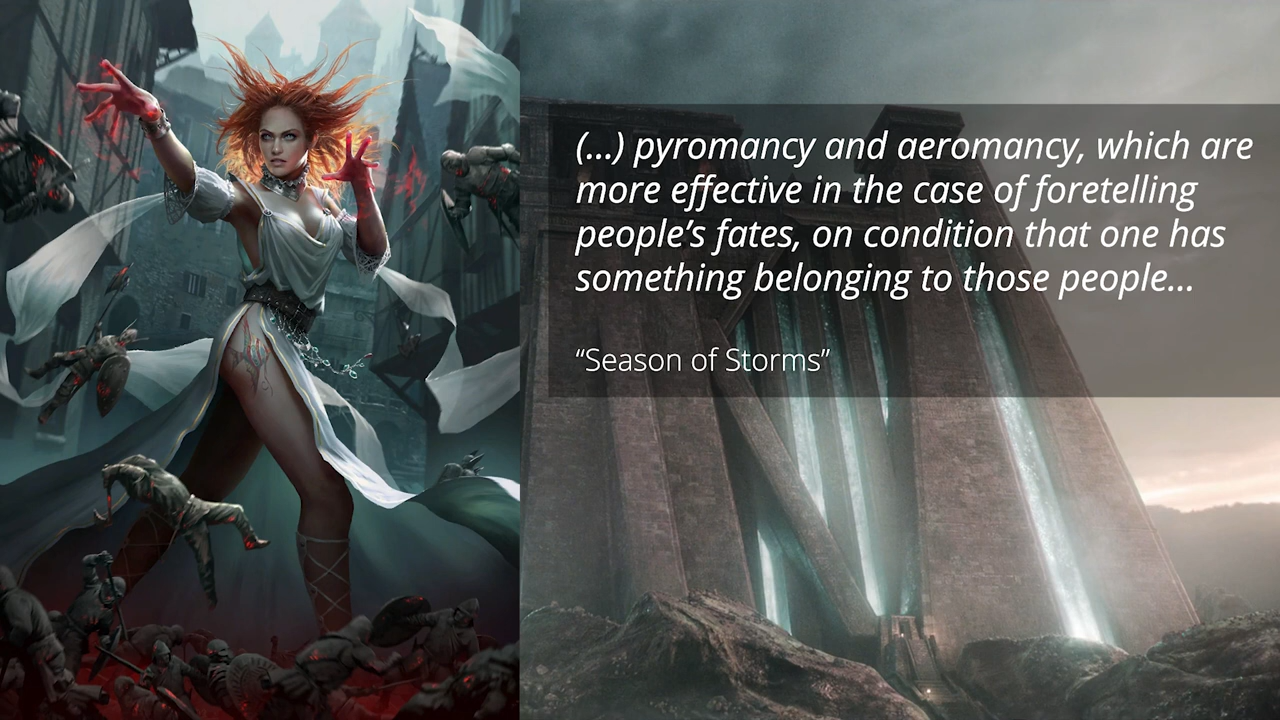 (...) pyromancy and aeromancy, which are
more effective in the case of foretelling
people’s fates, on condition that one has
something belonging to those people...
“Season of Storms”